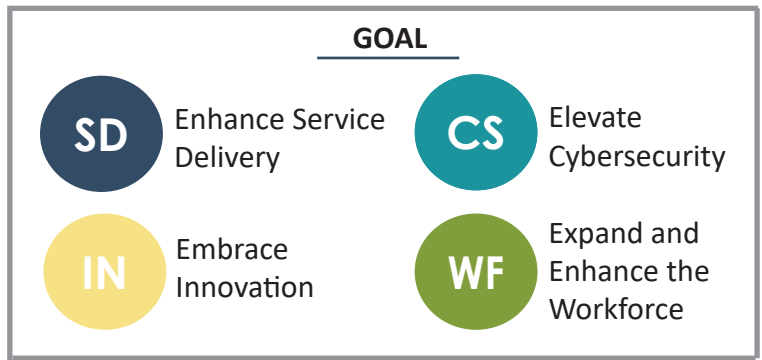 GOAL
SD
Enhance Service
Delivery
CS
Elevate
Cybersecurity
IN
Embrace
Innovation
WF
Expand and
Enhance the
Workforce